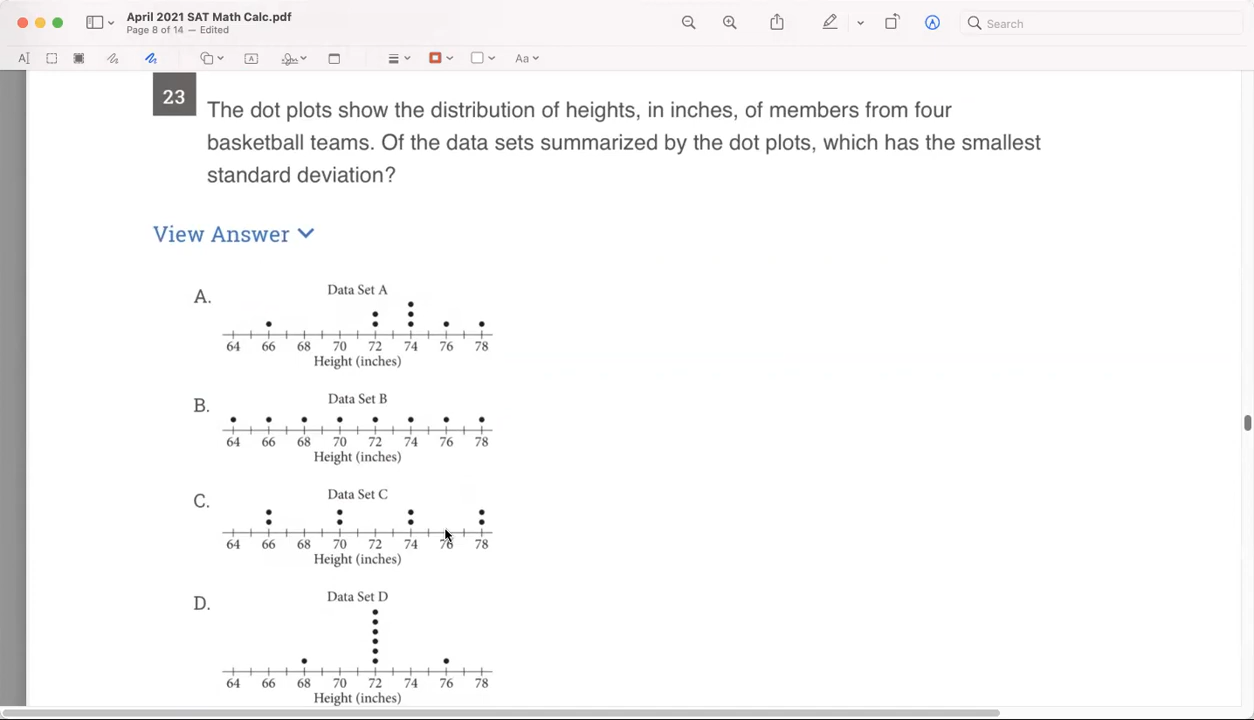 April 2021 SAT Math Calc.pdf
Page 8 of 14 — Edited
Search
Aa
23
The dot plots show the distribution of heights, in inches, of members from four
basketball teams. Of the data sets summarized by the dot plots, which has the smallest
standard deviation?
View Answer
A.
Data Set A
64 66 68 70 72 74 76 78
Height (inches)
B.
Data Set B
64 66 68 70 72 74 76 78
Height (inches)
C.
Data Set C
64 66 68 70 72 74 76 78
Height (inches)
D.
Data Set D
64 66 68 70 72 74 76 78
Height (inches)